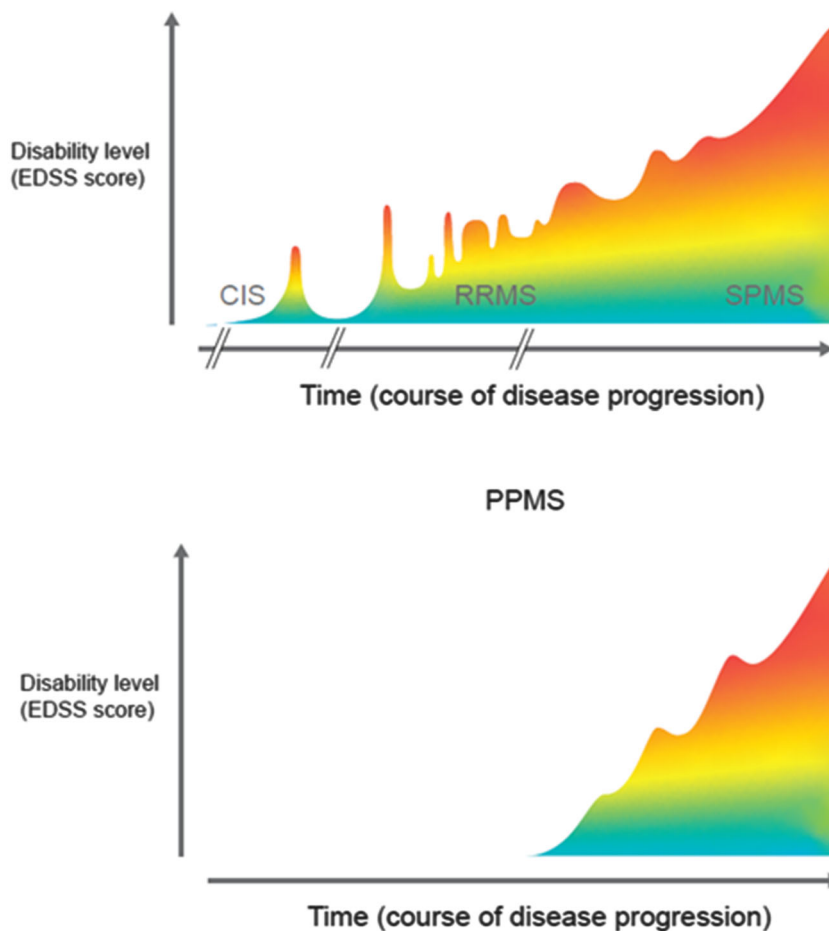 Disability level
(EDSS score)
CIS
RRMS
SPMS
Time (course of disease progression)
PPMS
Disability level
(EDSS score)
Time (course of disease progression)